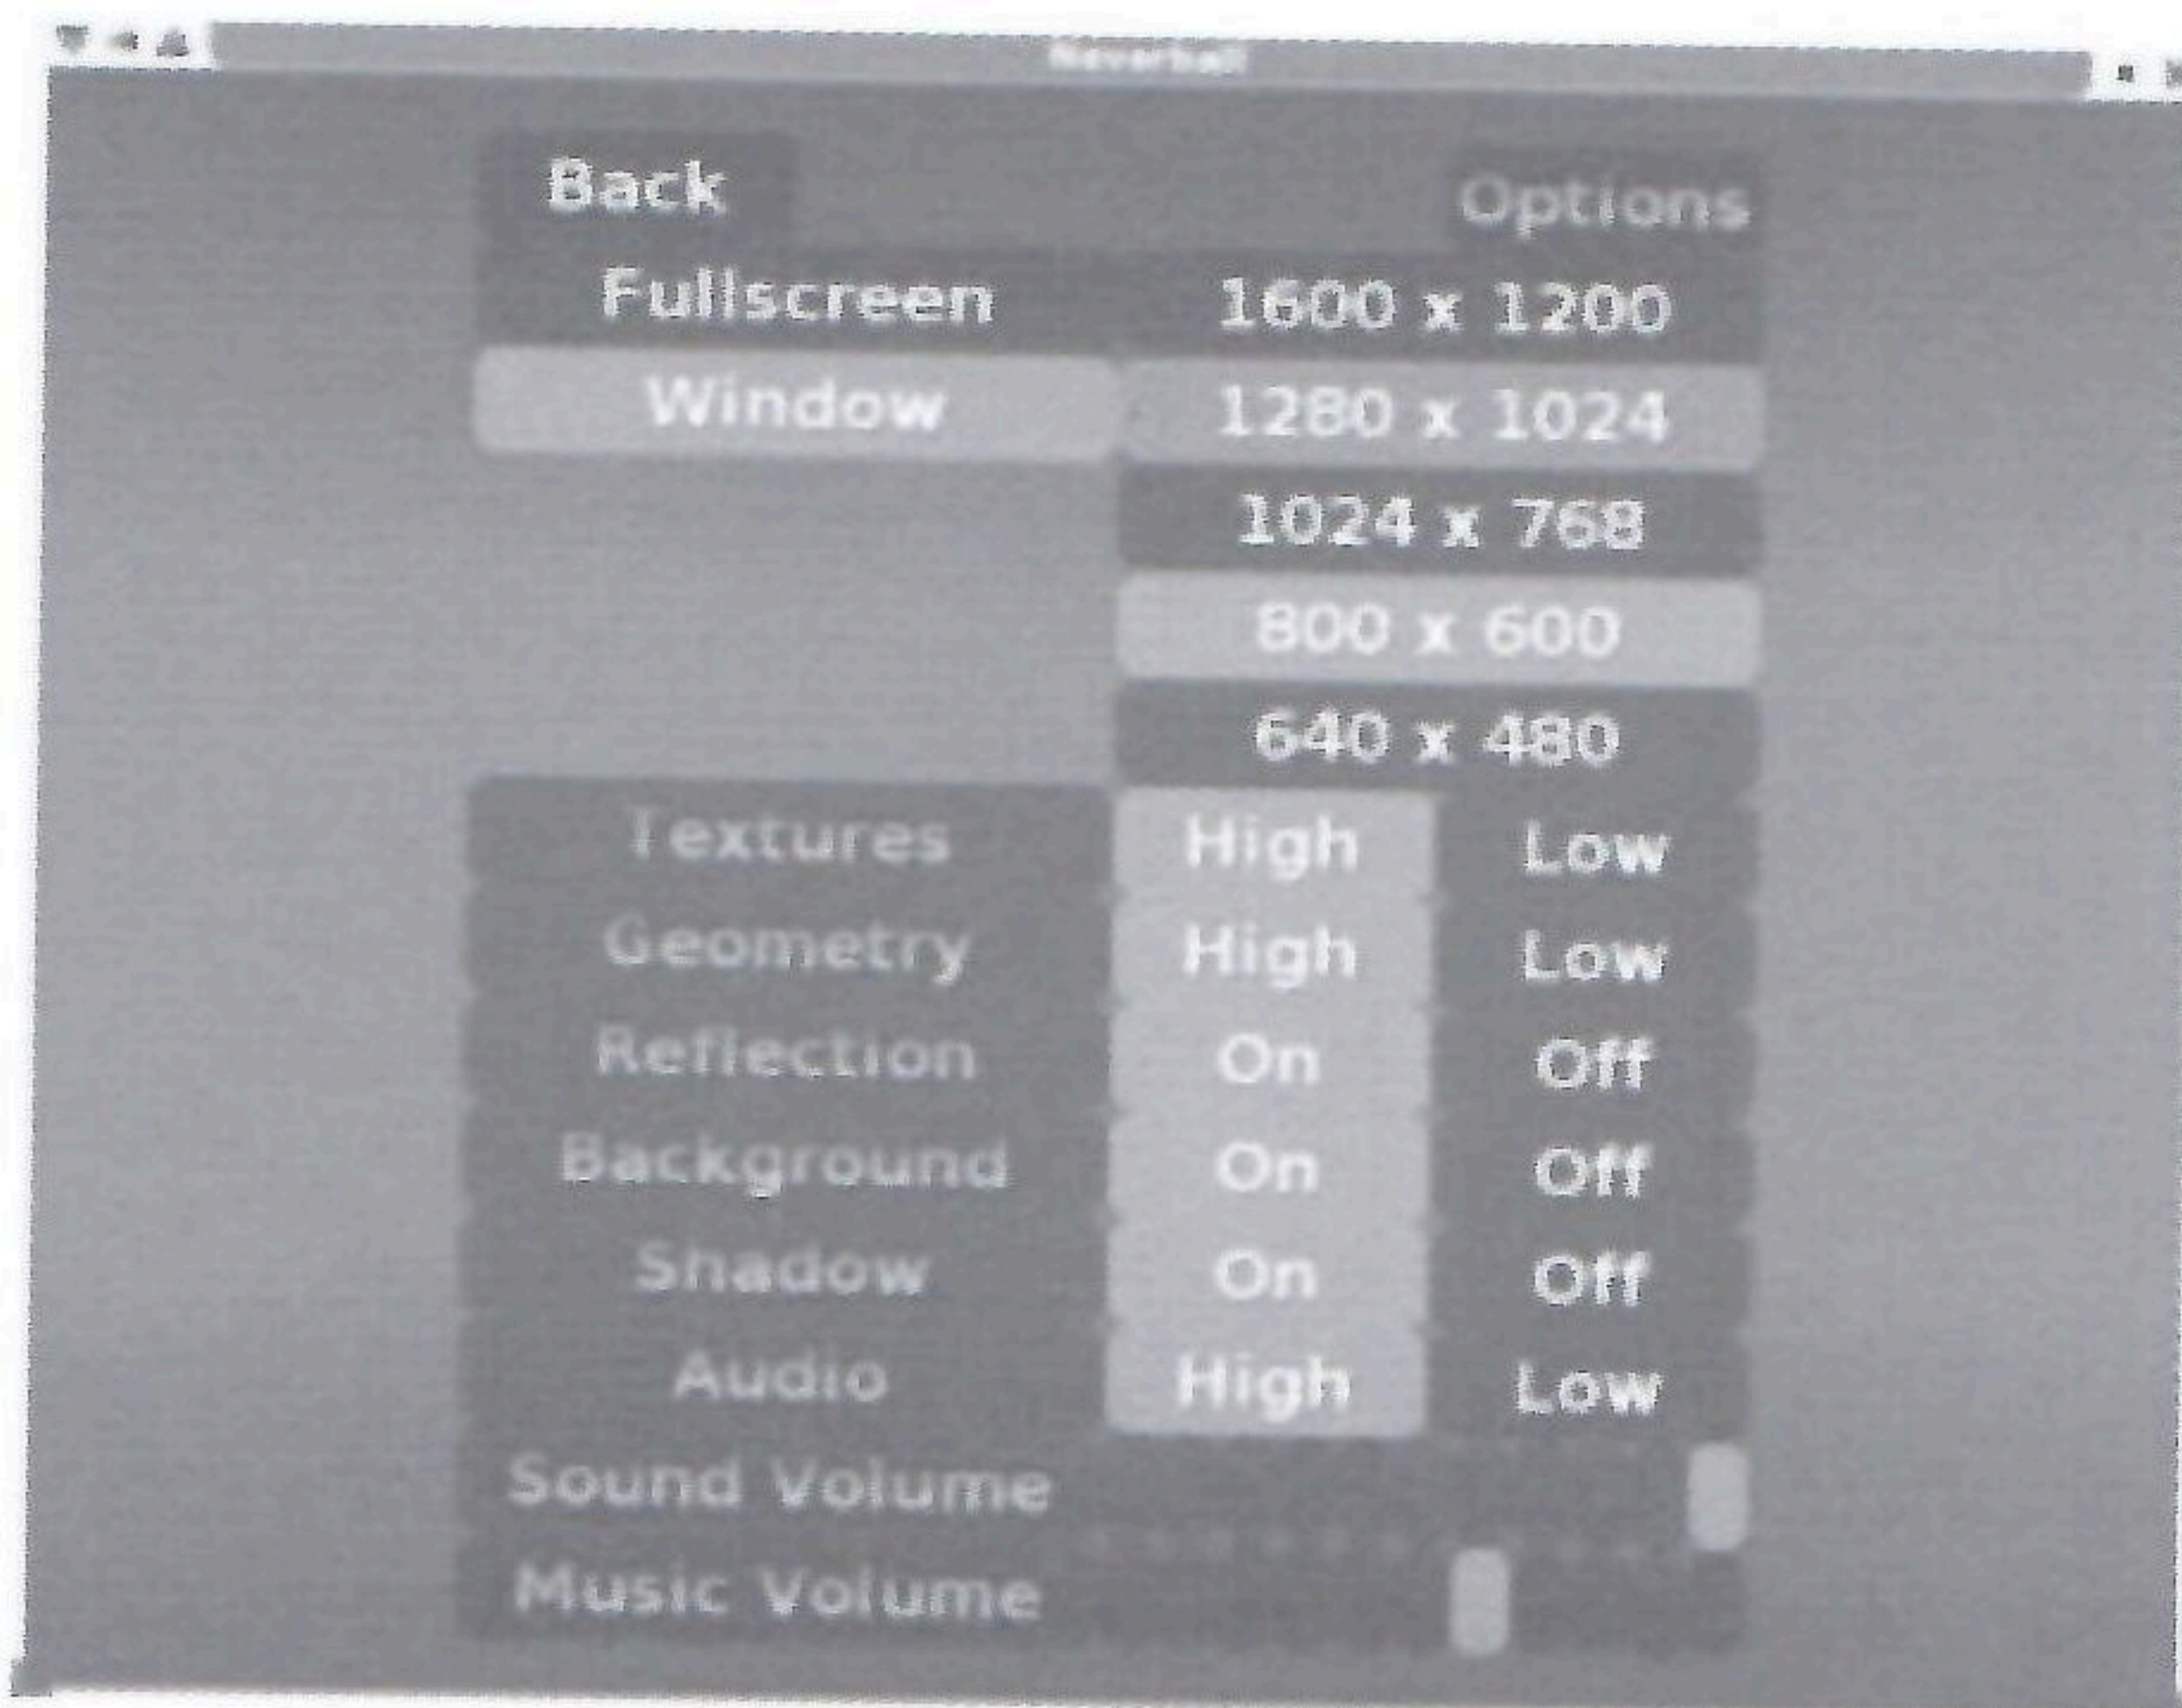 Neverball
Back Options
Fullscreen 1600 x 1200
Window 1280 x 1024
1024 x 768
800 x 600
640 x 480
Textures High Low
Geometry High Low
Reflection On Off
Background On Off
Shadow On Off
Audio High Low
Sound Volume
Music Volume